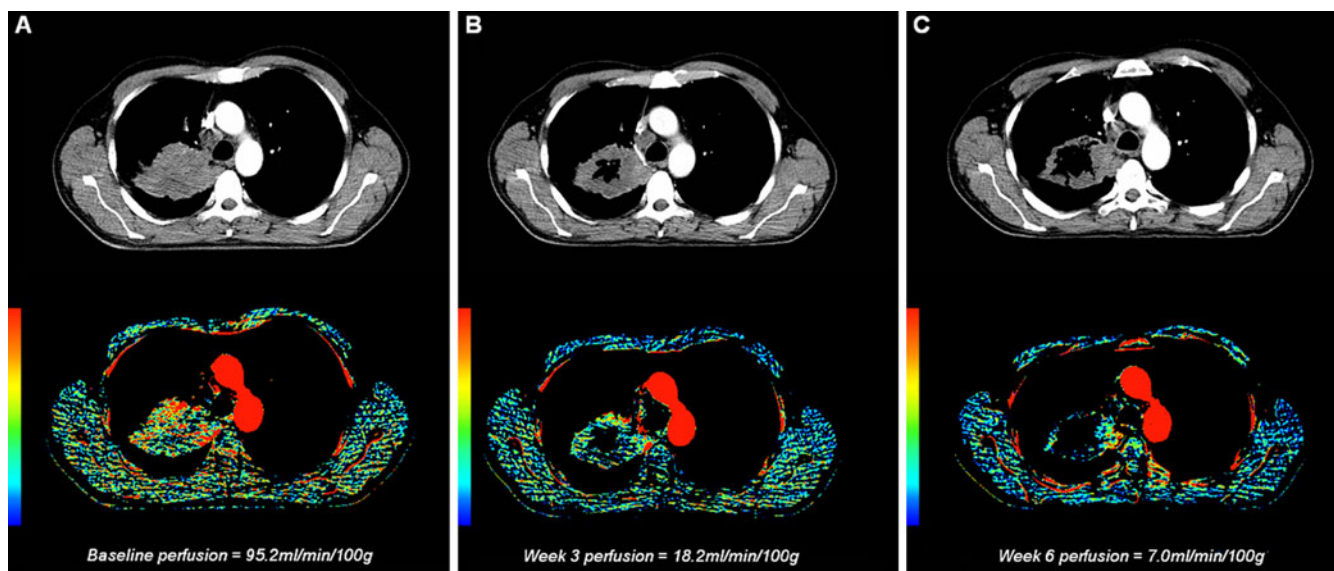 A
B
C
Baseline perfusion = 95.2ml/min/100g
Week 3 perfusion = 18.2ml/min/100g
Week 6 perfusion = 7.0ml/min/100g